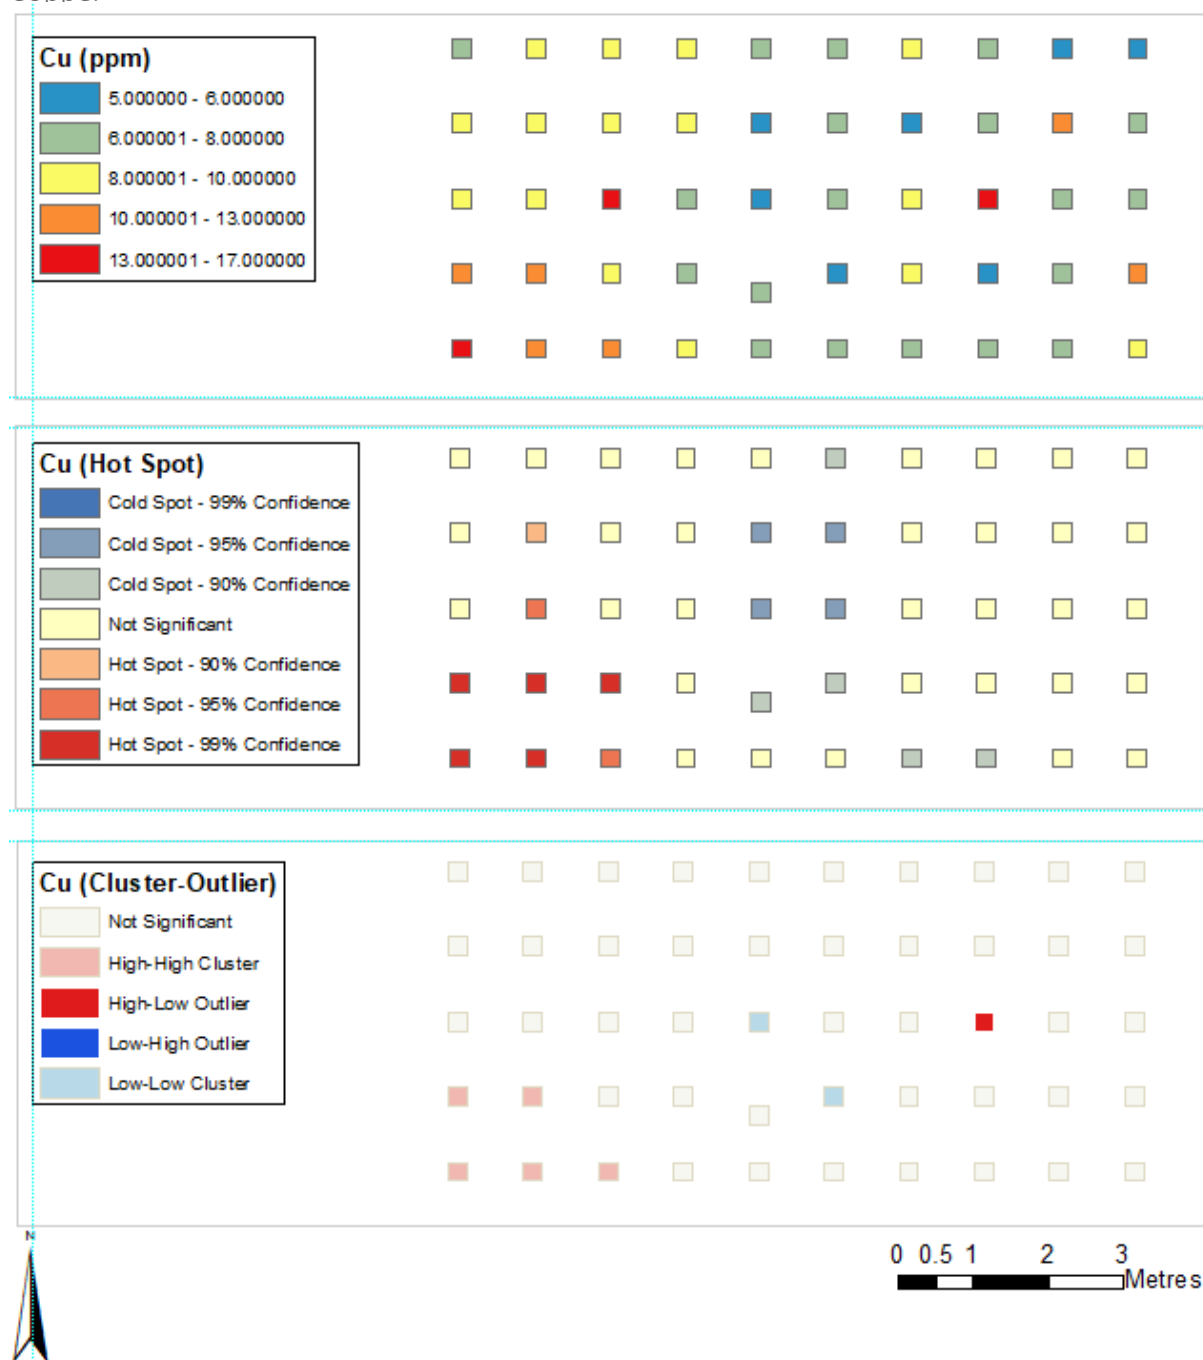 Cu (ppm)
5.000000 - 6.000000
6.000001 - 8.000000
8.000001 - 10.000000
10.000001 - 13.000000
13.000001 - 17.000000
Cu (Hot Spot)
Cold Spot - 99% Confidence
Cold Spot - 95% Confidence
Cold Spot - 90% Confidence
Not Significant
Hot Spot - 90% Confidence
Hot Spot - 95% Confidence
Hot Spot - 99% Confidence
Cu (Cluster-Outlier)
Not Significant
High-High Cluster
High-Low Outlier
Low-High Outlier
Low-Low Cluster
N
0 0.5 1 2 3
Metres